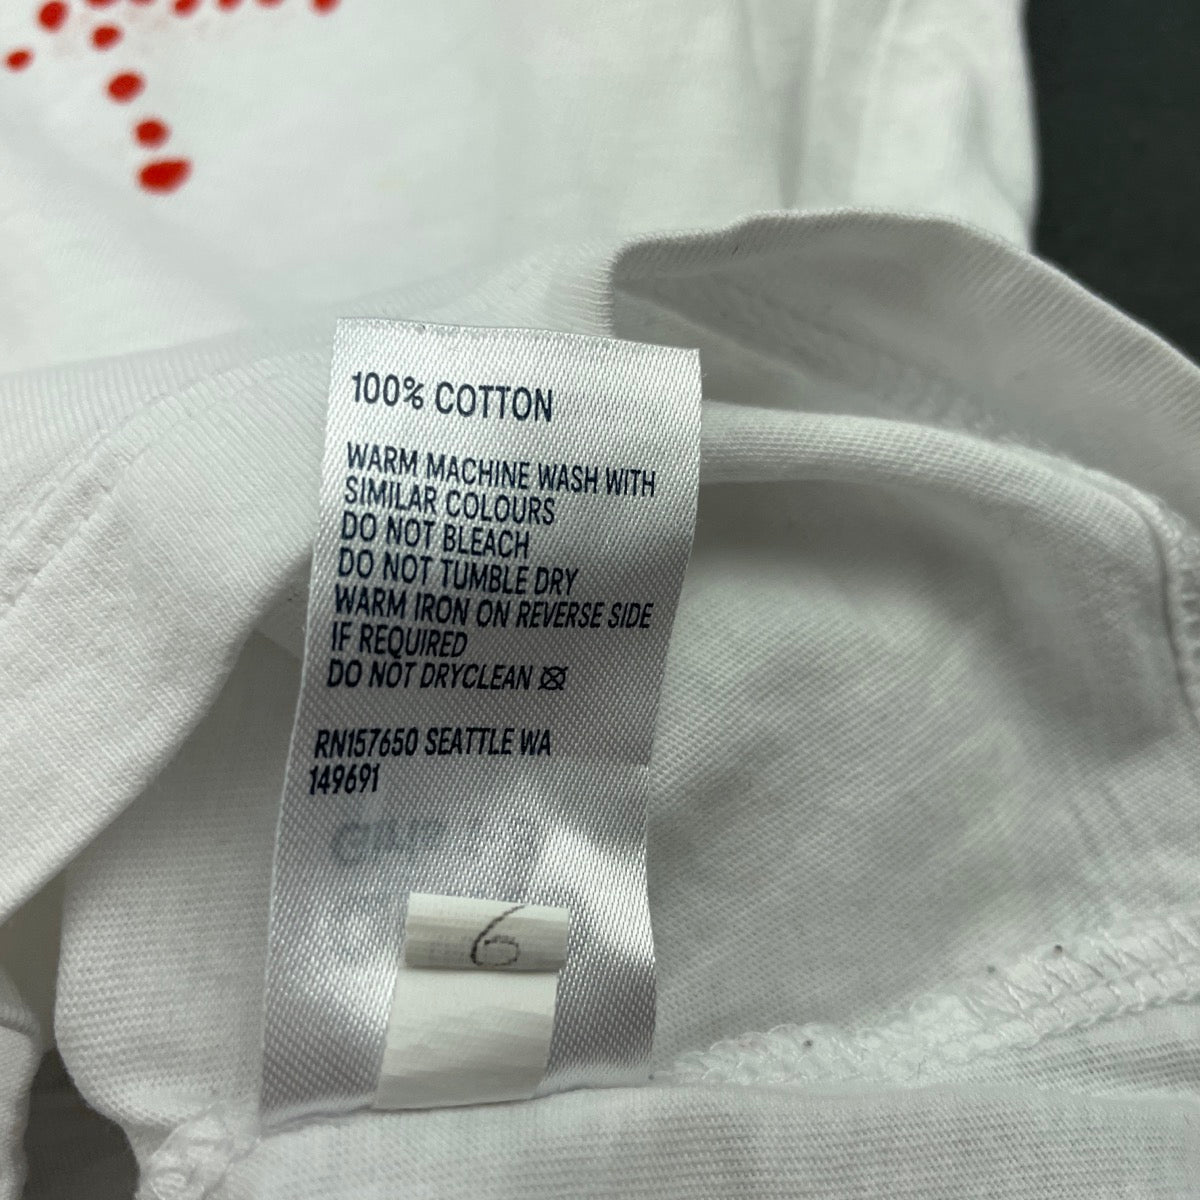 100% COTTON
WARM MACHINE WASH WITH
SIMILAR COLOURS
DO NOT BLEACH
DO NOT TUMBLE DRY
WARM IRON ON REVERSE SIDE
IF REQUIRED
DO NOT DRYCLEAN
RN157650 SEATTLE WA
149691
6